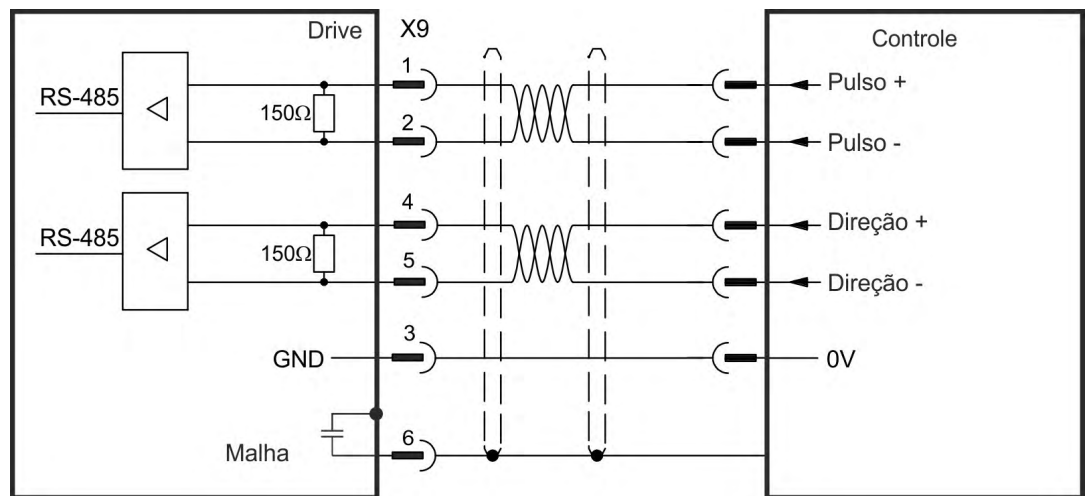 Drive
X9
Controle
1
Pulso +
RS-485
150Ω
2
Pulso -
4
Direção +
RS-485
150Ω
5
Direção -
3
GND
0V
6
Malha